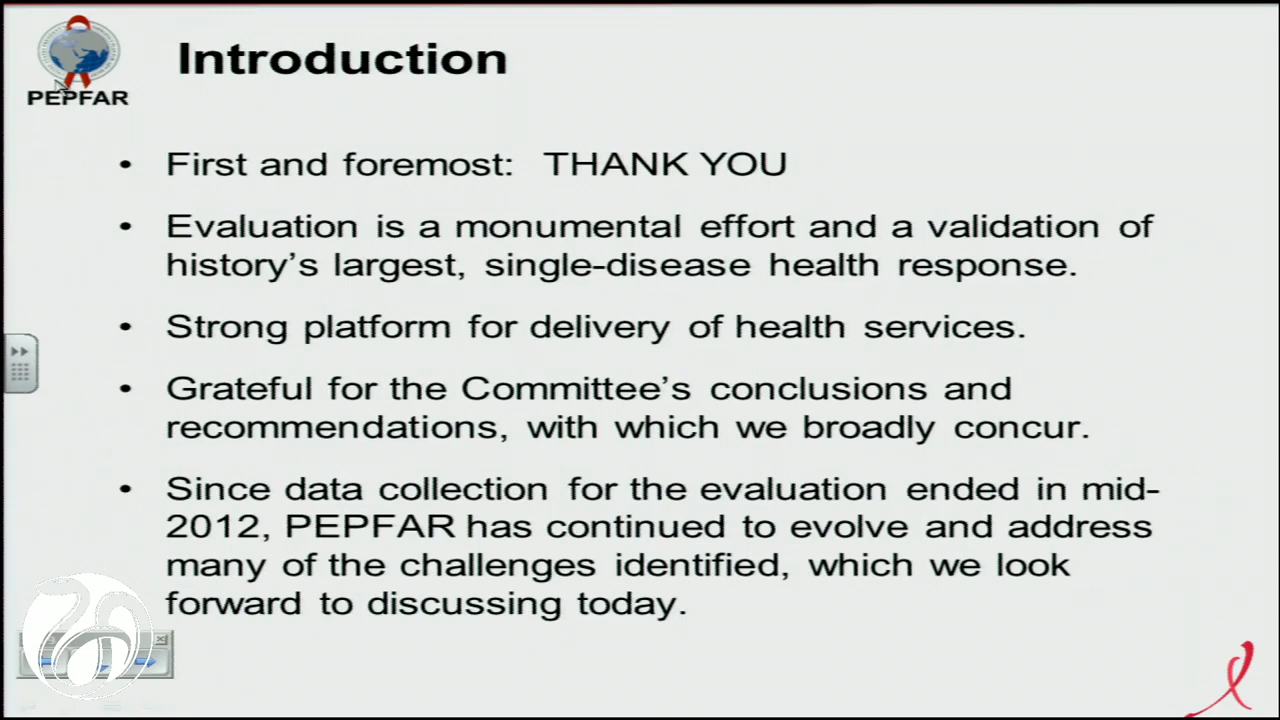 PEPFAR
Introduction
• First and foremost: THANK YOU
• Evaluation is a monumental effort and a validation of
history's largest, single-disease health response.
• Strong platform for delivery of health services.
• Grateful for the Committee's conclusions and
recommendations, with which we broadly concur.
• Since data collection for the evaluation ended in mid-
2012, PEPFAR has continued to evolve and address
many of the challenges identified, which we look
forward to discussing today.